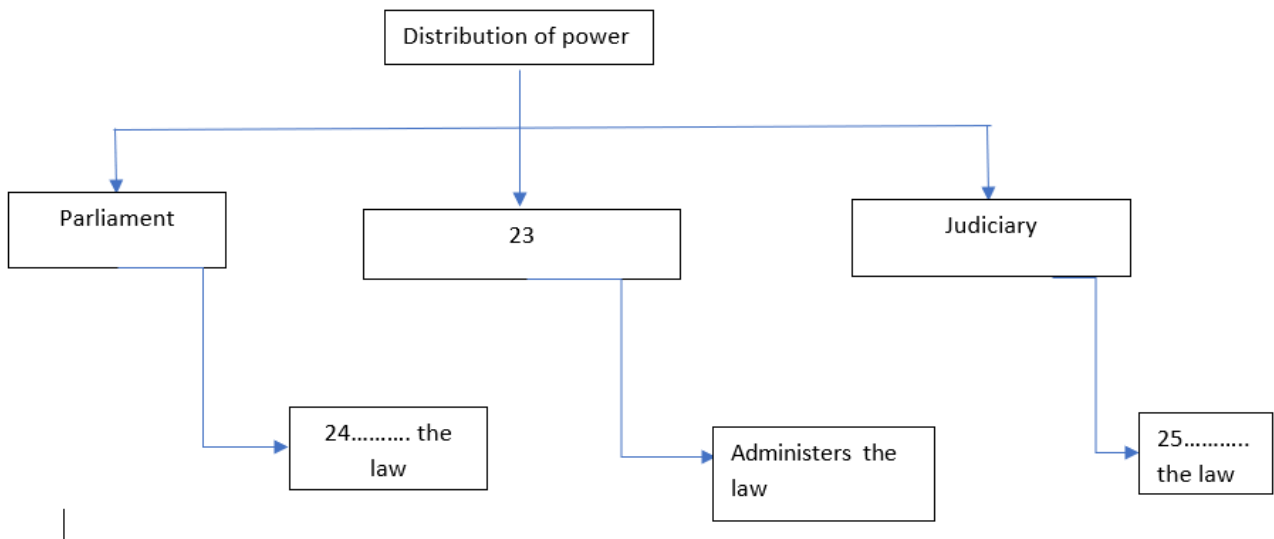 Distribution of power
Parliament
23
Judiciary
24.......... the
law
Administers the
law
25...........
the law